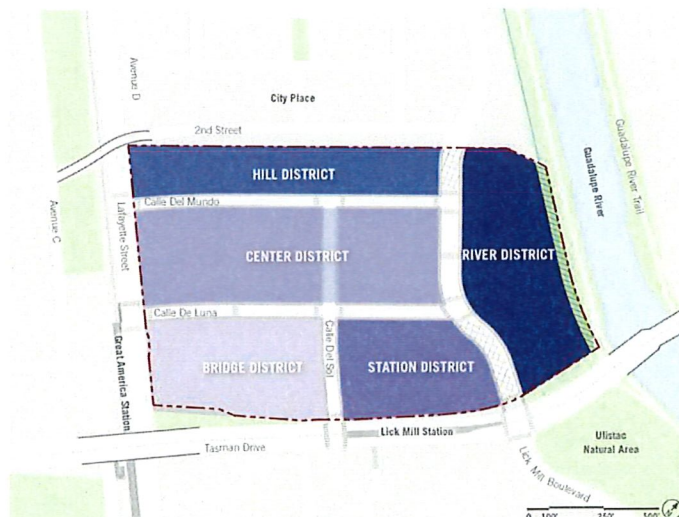 Avenue D
City Place
2nd Street
Guadalupe River Trail
Guadalupe River
HILL DISTRICT
Calle Del Mundo
Avenue C
Lafayette Street
CENTER DISTRICT
RIVER DISTRICT
Calle De Luna
Calle Del Sol
Great America Station
BRIDGE DISTRICT
STATION DISTRICT
Lick Mill Station
Tasman Drive
Ulistac
Natural Area
Lick Mill Boulevard
0
N